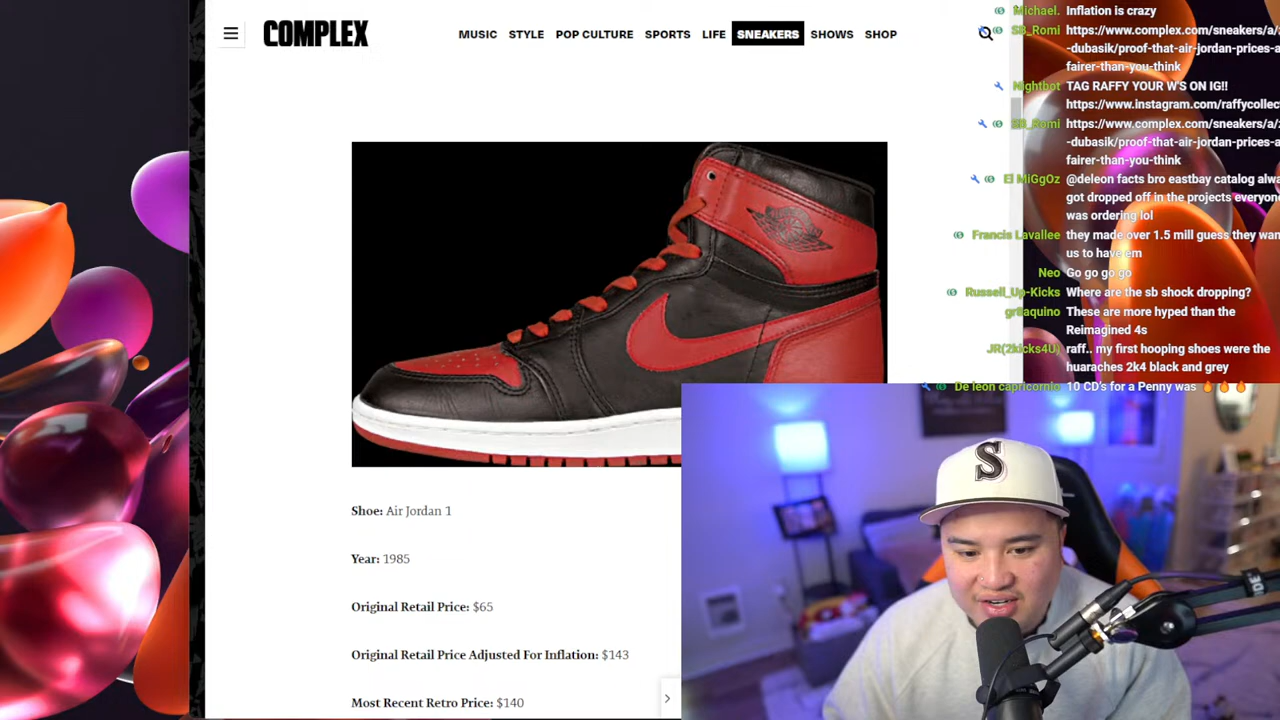 COMPLEX
MUSIC STYLE POP CULTURE SPORTS LIFE SNEAKERS SHOWS SHOP
Shoe: Air Jordan 1
Year: 1985
Original Retail Price: $65
Original Retail Price Adjusted For Inflation: $143
Most Recent Retro Price: $140
Michael. Inflation is crazy
SB_Romi https://www.complex.com/sneakers/a/
-dubasik/proof-that-air-jordan-prices-a
fairer-than-you-think
Nightbot TAG RAFFY YOUR W'S ON IG!!
https://www.instagram.com/raffycollec
SB_Romi https://www.complex.com/sneakers/a/
-dubasik/proof-that-air-jordan-prices-a
fairer-than-you-think
El MiGgOz @deleon facts bro eastbay catalog alwa
got dropped off in the projects everyone
was ordering lol
Francis Lavallee they made over 1.5 mill guess they wan
us to have em
Neo Go go go go
Russell_Up-Kicks Where are the sb shock dropping?
gr8aquino These are more hyped than the
Reimagined 4s
JR(2kicks4U) raff.. my first hooping shoes were the
huaraches 2k4 black and grey
De leon capricornio 10 CD's for a Penny was
S